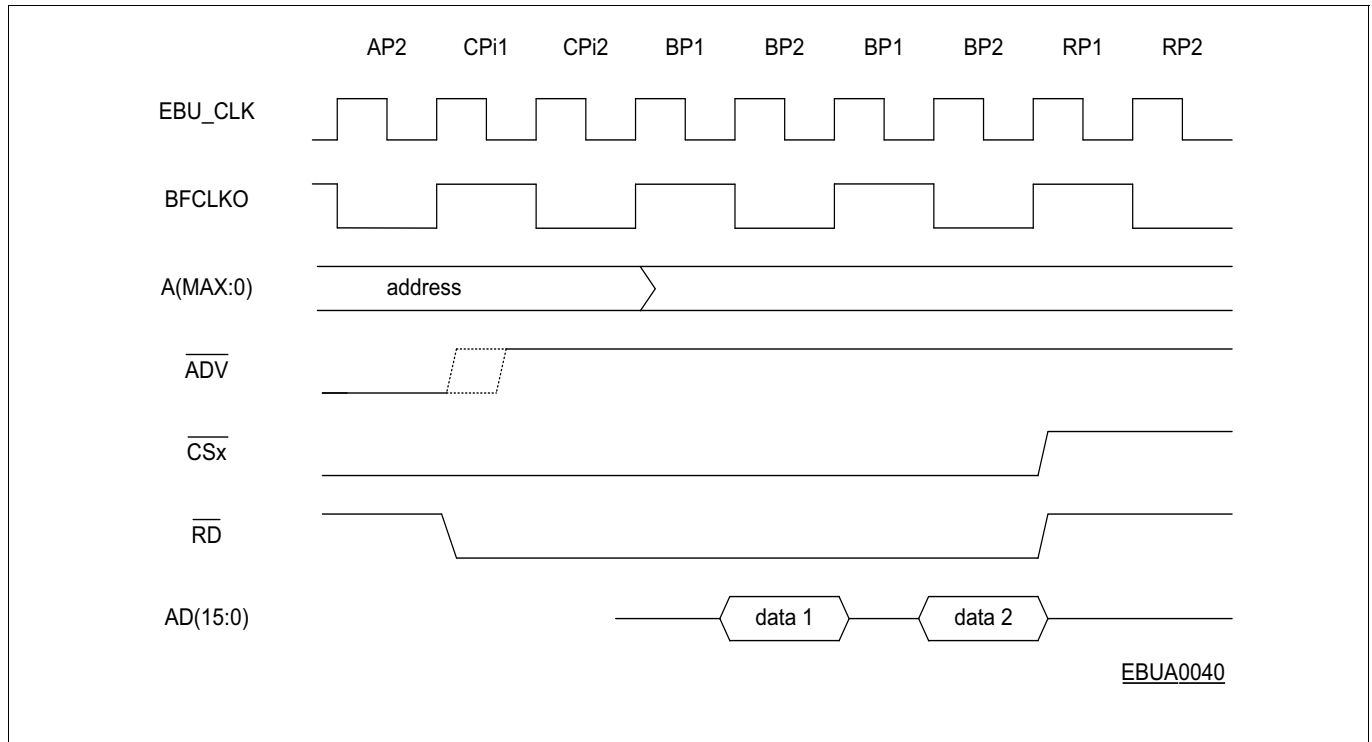 AP2 CPi1 CPi2 BP1 BP2 BP1 BP2 RP1 RP2
EBU_CLK
BFCLKO
A(MAX:0) address
ADV
CSx
RD
AD(15:0) data 1 data 2
EBUA0040